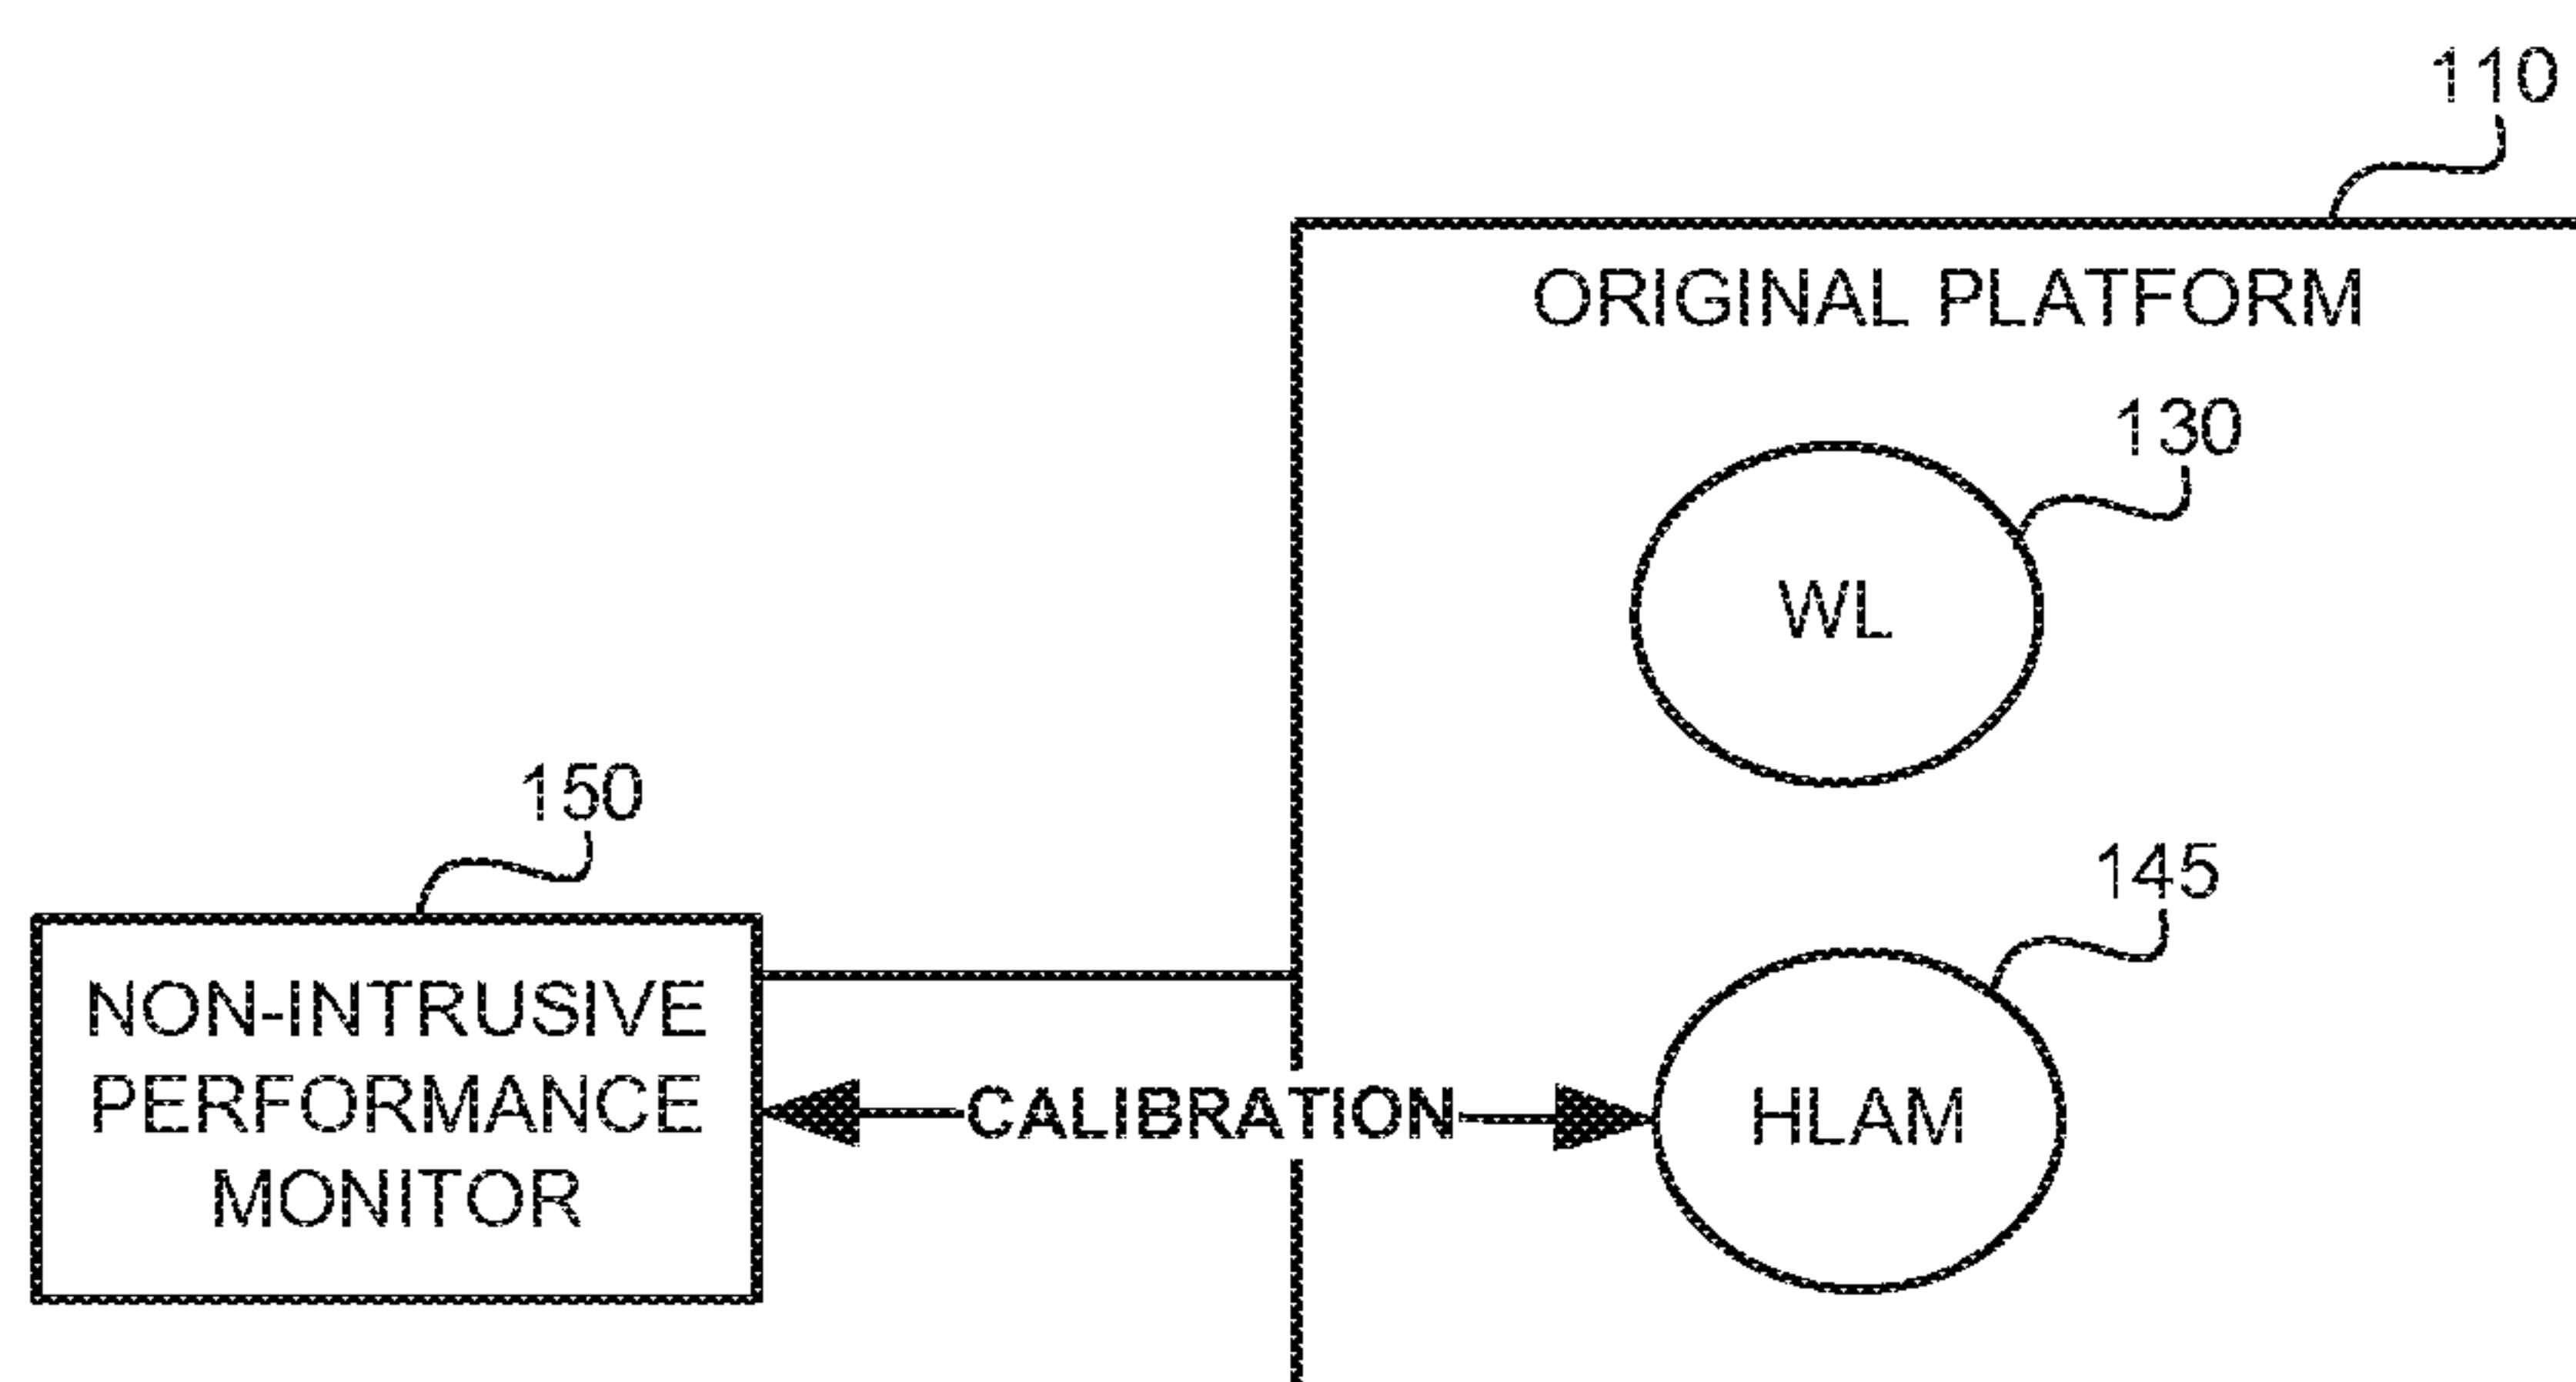 110
ORIGINAL PLATFORM
130
WL
150
145
NON-INTRUSIVE
PERFORMANCE
MONITOR
CALIBRATION
HLAM